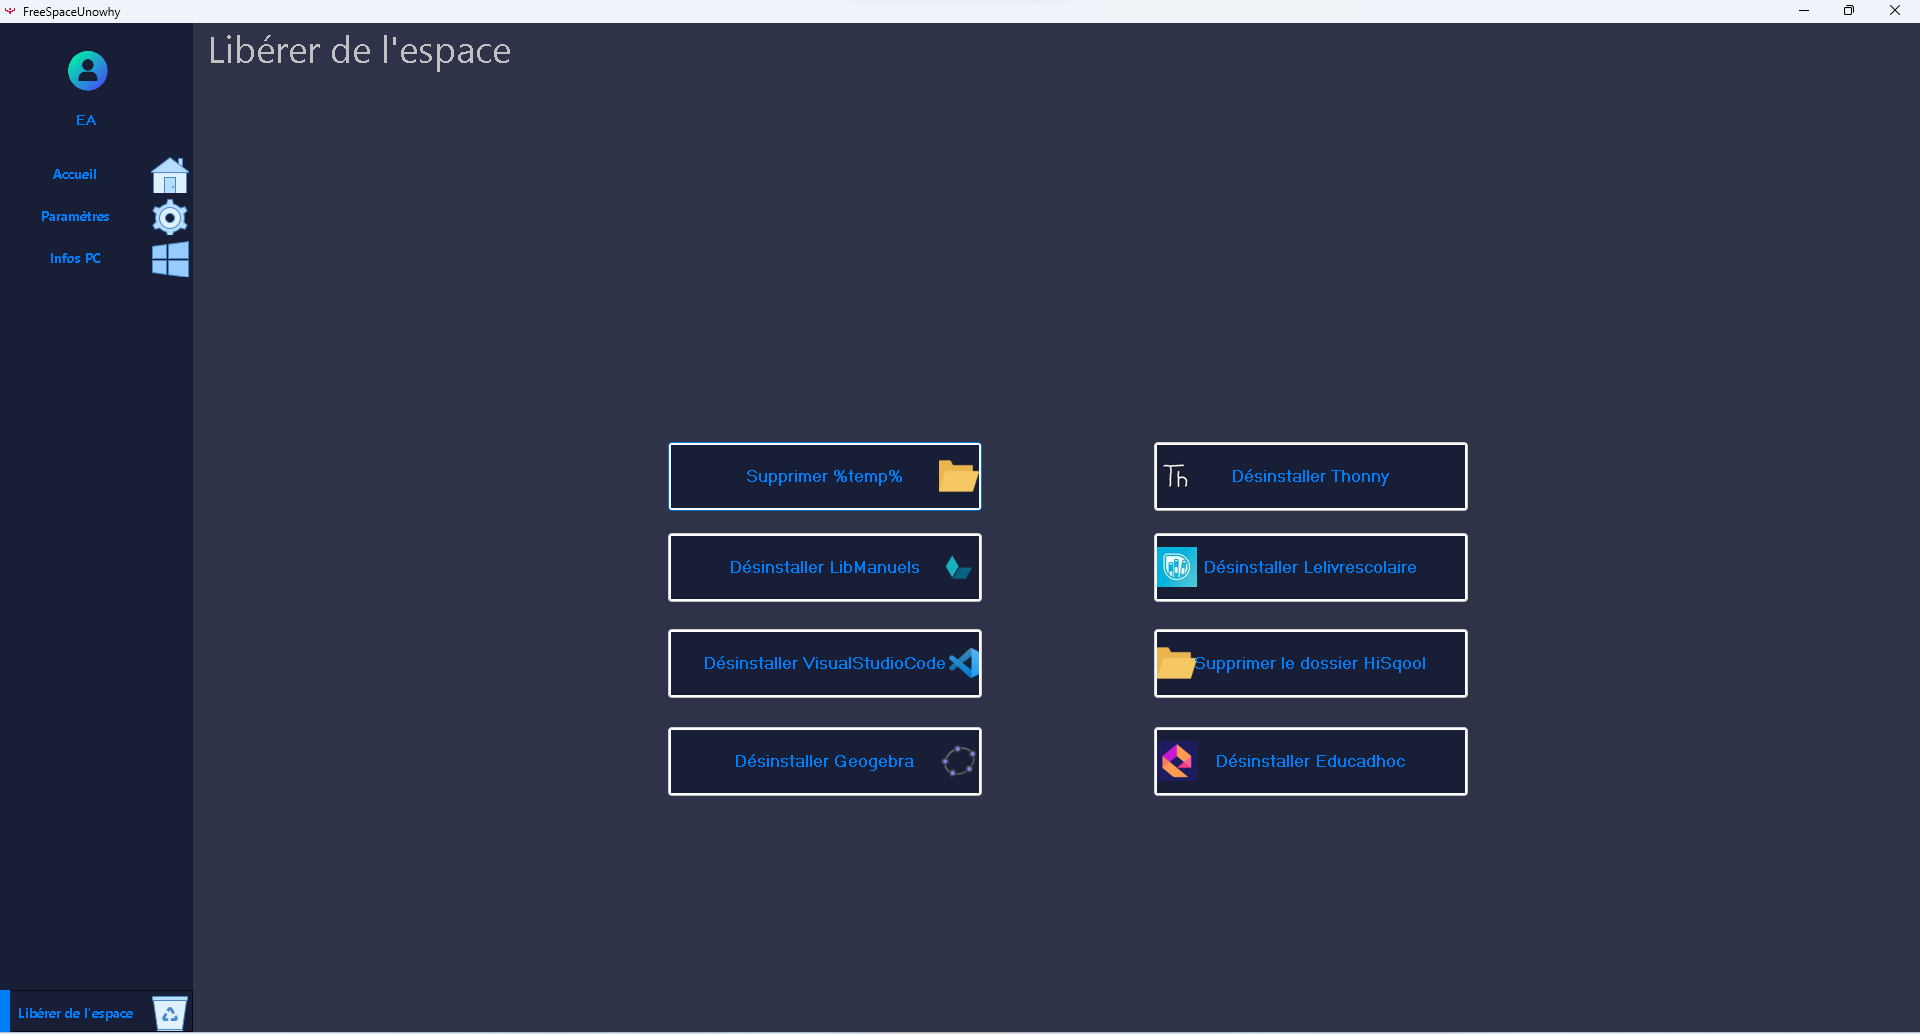 FreeSpaceUnowhy
Libérer de l'espace
EA
Accueil
Paramètres
Infos PC
Supprimer %temp%
Th
Désinstaller Thonny
Désinstaller LibManuels
Désinstaller Lelivrescolaire
Désinstaller VisualStudioCode
Supprimer le dossier HiSqool
Désinstaller Geogebra
Désinstaller Educadhoc
Libérer de l'espace